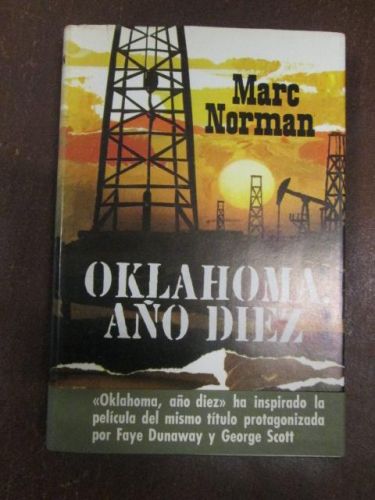 Marc
Norman
OKLAHOMA,
AÑO DIEZ
«Oklahoma, año diez» ha inspirado la
película del mismo título protagonizada
por Faye Dunaway y George Scott